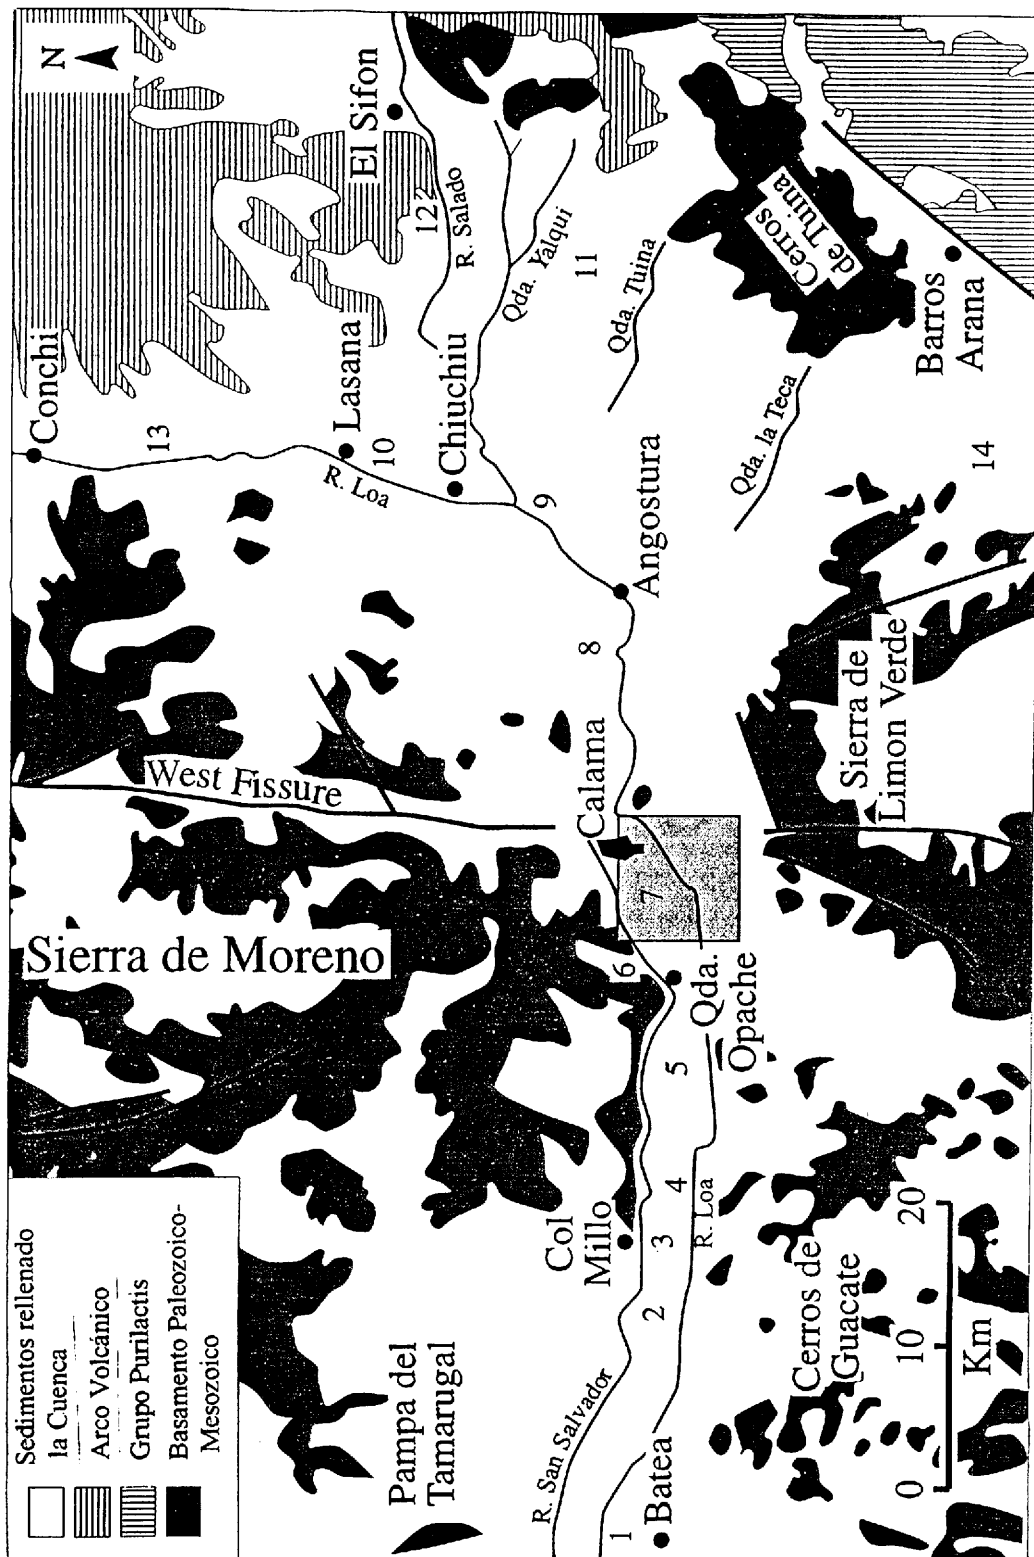 N
Conchi
13
Lasana
10
R. Loa
Chiuchiu
9
El Sifon
12?
R. Salado
Qda. Yalqui
11
Qda. Tuina
Cerros
de Tuina
Qda. la Teca
Barros
Arana
14
Angostura
8
West Fissure
Calama
7
Sierra de
Limon Verde
Sierra de Moreno
6
Qda.
Opache
5
4
R. Loa
Col
Millo
3
2
Pampa del
Tamarugal
R. San Salvador
1
Batea
Cerros de
Guacate
0 10 20
Km
Sedimentos rellenado
la Cuenca
Arco Volcánico
Grupo Purilactis
Basamento Paleozoico-
Mesozoico